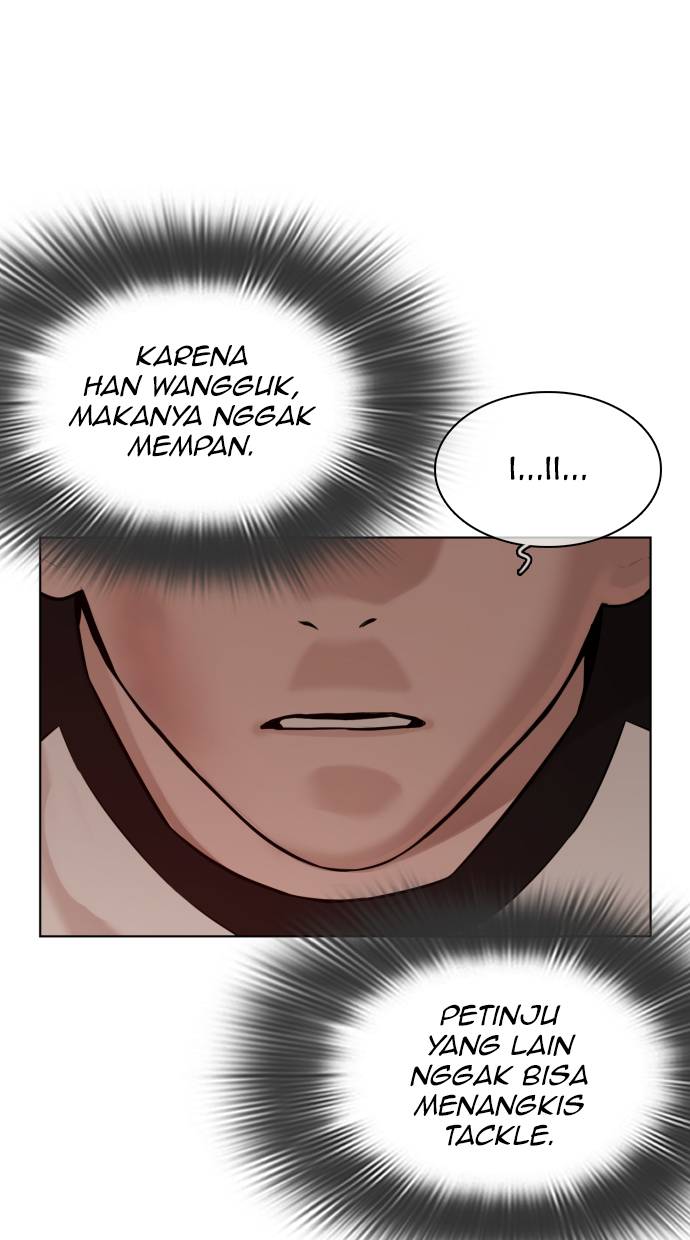 KARENA
HAN WANGGUK,
MAKANYA NGGAK
MEMPAN.
I...II...
PETINJU
YANG LAIN
NGGAK BISA
MENANGKIS
TACKLE.